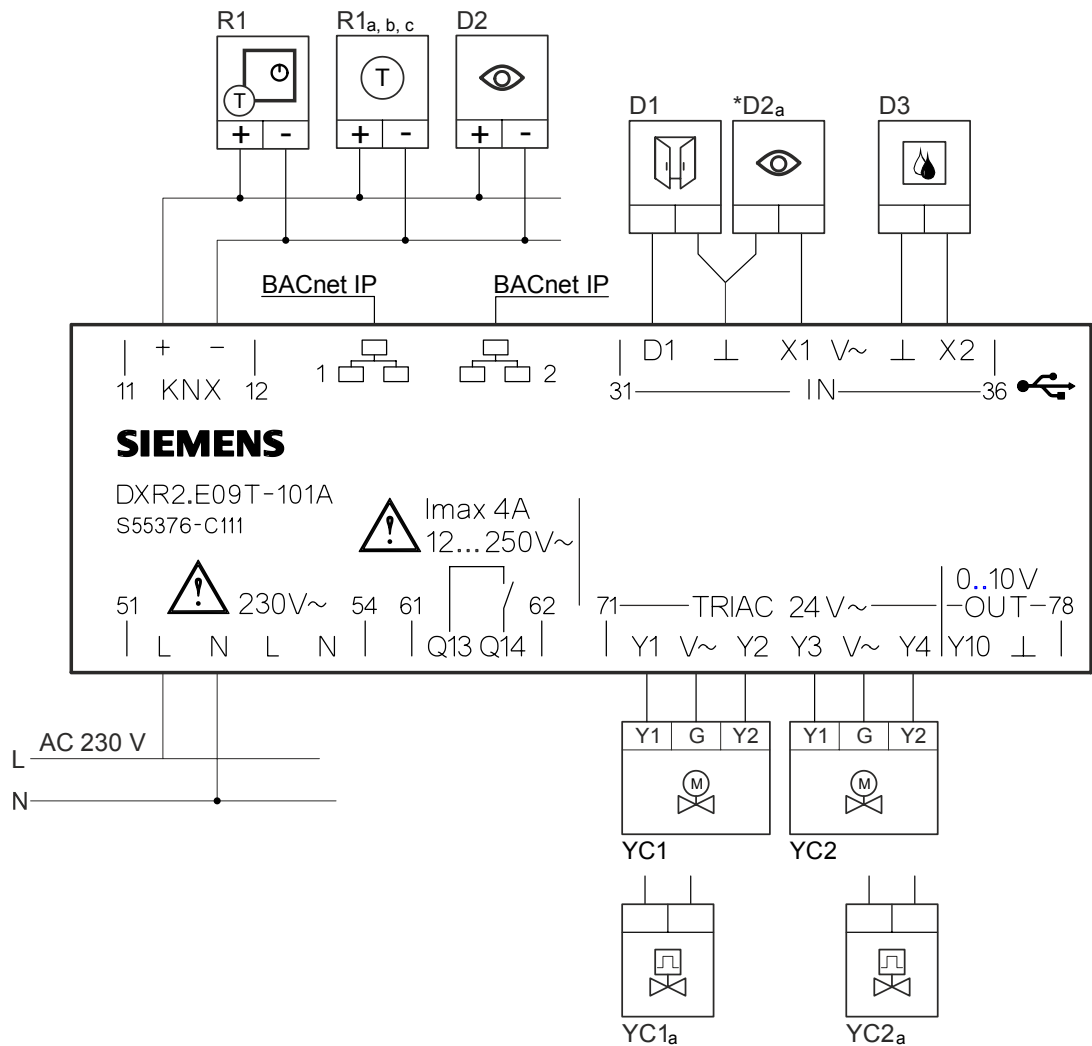 R1 R1a, b, c D2
D1 *D2a D3
T T
+ - + - + -
BACnet IP BACnet IP
+ - D1 ⊥ X1 V~ ⊥ X2
11 KNX 12 1 2 31 IN 36
SIEMENS
DXR2.E09T-101A
S55376-C111
! Imax 4A
12...250V~
! 230V~
0..10V
51 54 61 62 71 TRIAC 24V~ OUT 78
L N L N Q13 Q14 Y1 V~ Y2 Y3 V~ Y4 Y10 ⊥
L AC 230 V
N
Y1 G Y2 Y1 G Y2
M M
YC1 YC2
YC1a YC2a